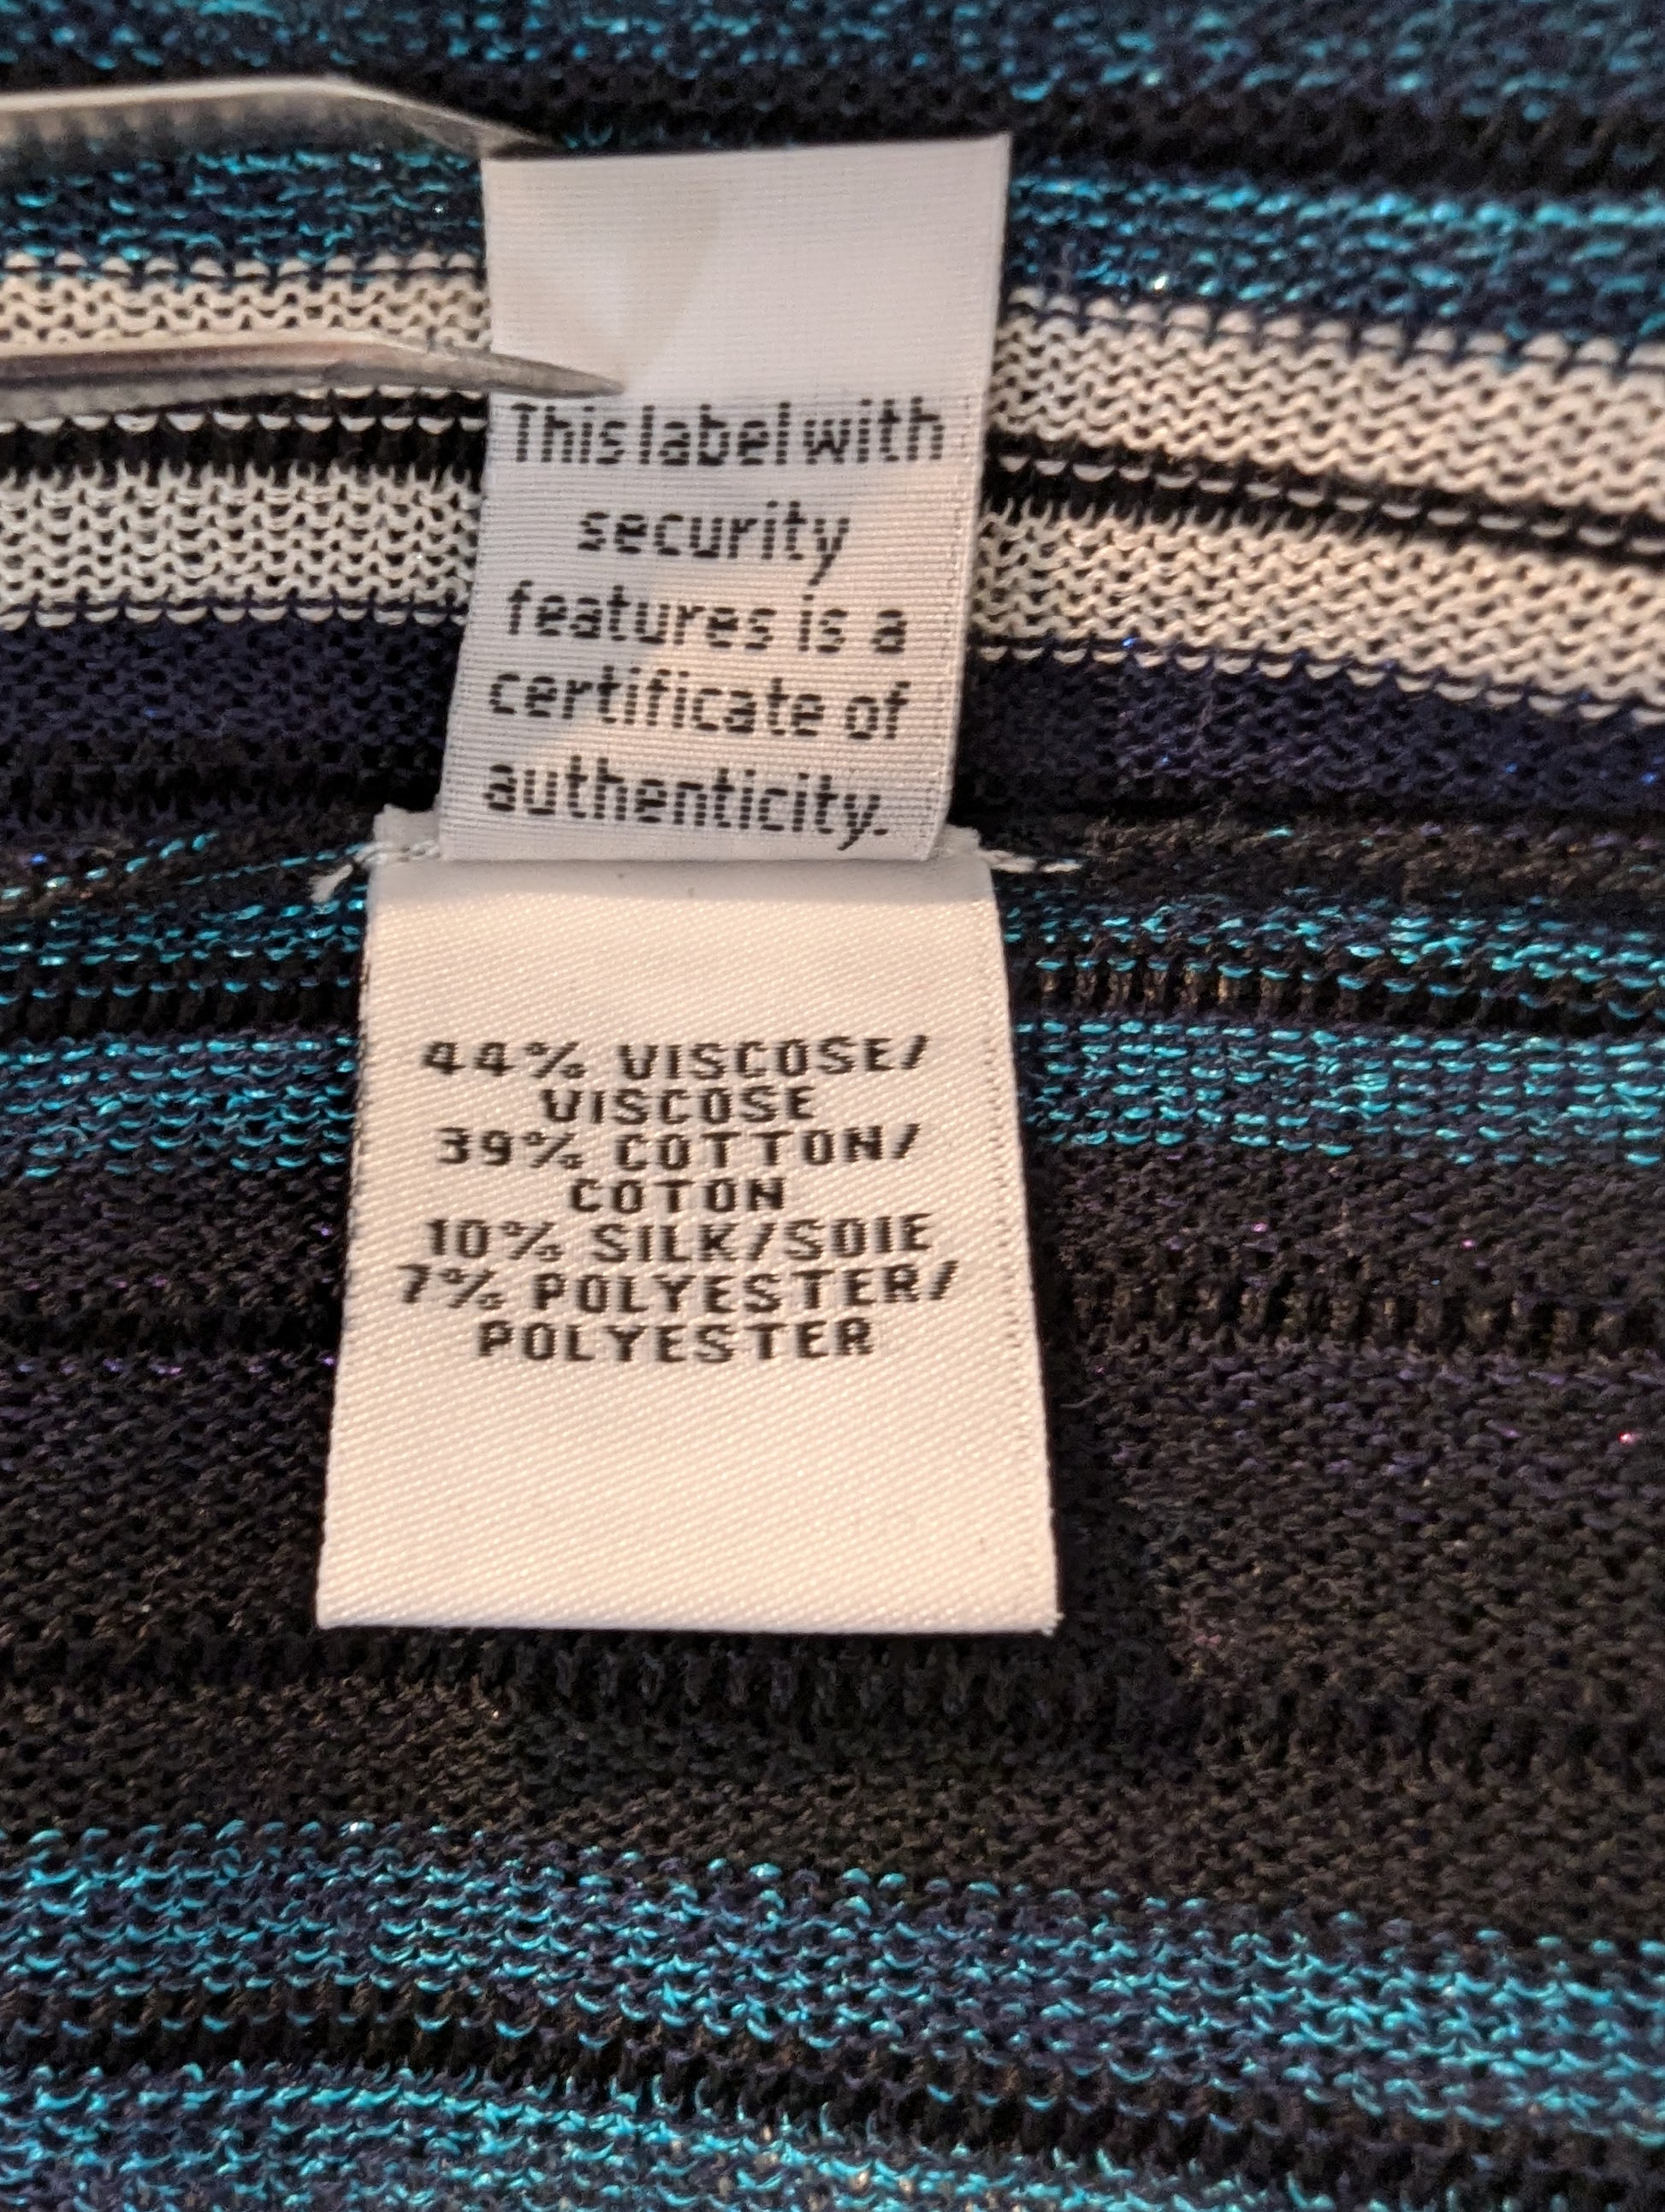 This label with
security
features is a
certificate of
authenticity.
44% VISCOSE/
VISCOSE
39% COTTON/
COTON
10% SILK/SOIE
7% POLYESTER/
POLYESTER